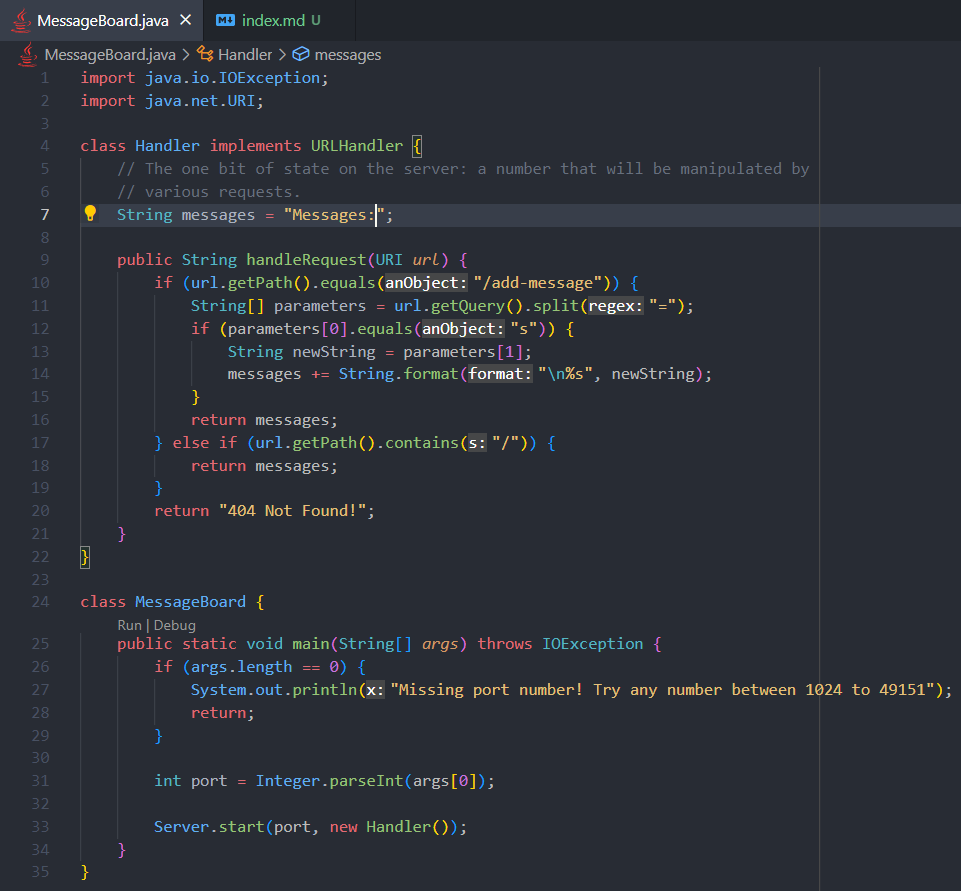 MessageBoard.java ×   index.md U
MessageBoard.java > Handler > messages
1 import java.io.IOException;
2 import java.net.URI;
3
4 class Handler implements URLHandler {
5     // The one bit of state on the server: a number that will be manipulated by
6     // various requests.
7     String messages = "Messages:";
8
9     public String handleRequest(URI url) {
10         if (url.getPath().equals(anObject: "/add-message")) {
11             String[] parameters = url.getQuery().split(regex: "=");
12             if (parameters[0].equals(anObject: "s")) {
13                 String newString = parameters[1];
14                 messages += String.format(format: "\n%s", newString);
15             }
16             return messages;
17         } else if (url.getPath().contains(s: "/")) {
18             return messages;
19         }
20         return "404 Not Found!";
21     }
22 }
23
24 class MessageBoard {
Run | Debug
25     public static void main(String[] args) throws IOException {
26         if (args.length == 0) {
27             System.out.println(x: "Missing port number! Try any number between 1024 to 49151");
28             return;
29         }
30
31         int port = Integer.parseInt(args[0]);
32
33         Server.start(port, new Handler());
34     }
35 }